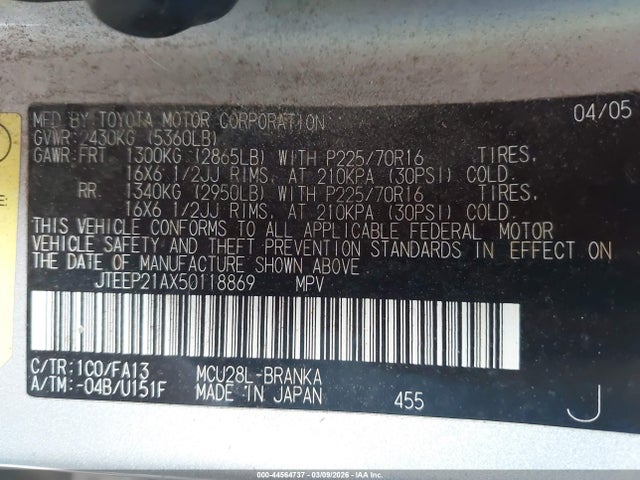 MFD BY TOYOTA MOTOR CORPORATION 04/05
GVWR: 2430KG (5360LB)
GAWR:FRT 1300KG (2865LB) WITH P225/70R16 TIRES,
16X6 1/2JJ RIMS, AT 210KPA (30PSI) COLD.
RR 1340KG (2950LB) WITH P225/70R16 TIRES,
16X6 1/2JJ RIMS, AT 210KPA (30PSI) COLD.
THIS VEHICLE CONFORMS TO ALL APPLICABLE FEDERAL MOTOR
VEHICLE SAFETY AND THEFT PREVENTION STANDARDS IN EFFECT ON
THE DATE OF MANUFACTURE SHOWN ABOVE.
JTEEP21AX50118869 MPV
C/TR:1C0/FA13 MCU28L-BRANKA
A/TM:-04B/U151F MADE IN JAPAN 455 J
E:
000-44564737 - 03/09/2026 - IAA Inc.